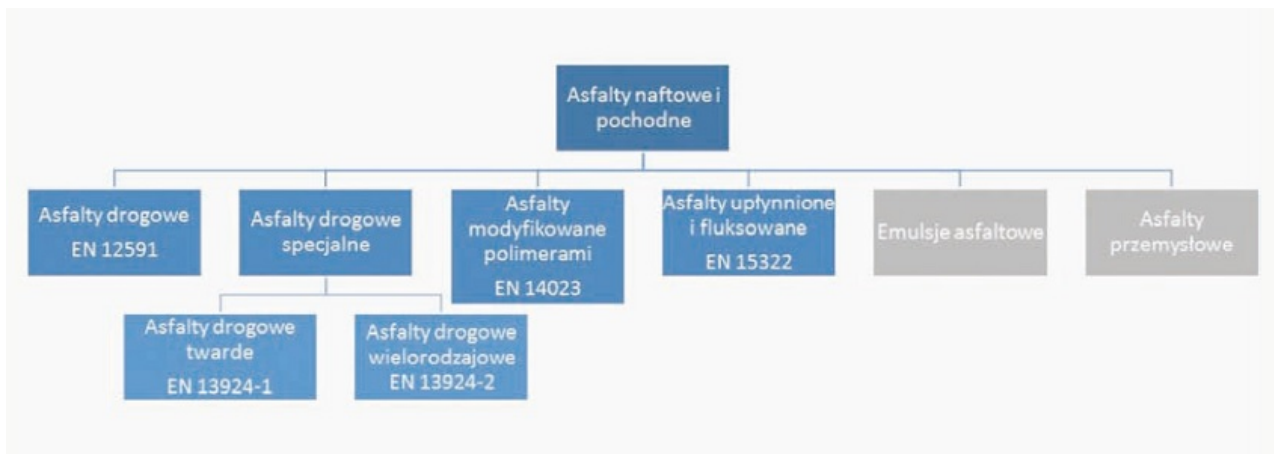 Asfalty naftowe i
pochodne
Asfalty drogowe
EN 12591
Asfalty drogowe
specjalne
Asfalty
modyfikowane
polimerami
EN 14023
Asfalty upłynnione
i fluksowane
EN 15322
Emulsje asfaltowe
Asfalty
przemysłowe
Asfalty drogowe
twarde
EN 13924-1
Asfalty drogowe
wielorodzajowe
EN 13924-2